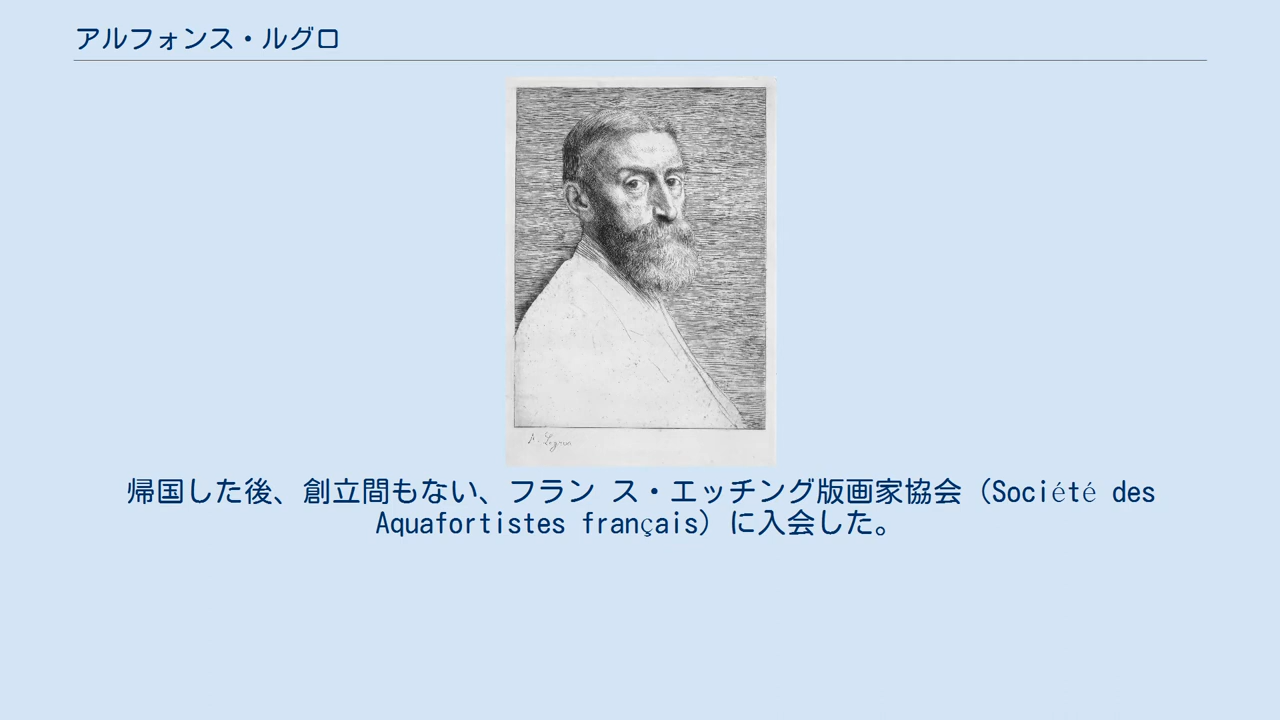 アルフォンス・ルグロ
A. Legros
帰国した後、創立間もない、フラン ス・エッチング版画家協会（Société des
Aquafortistes français）に入会した。